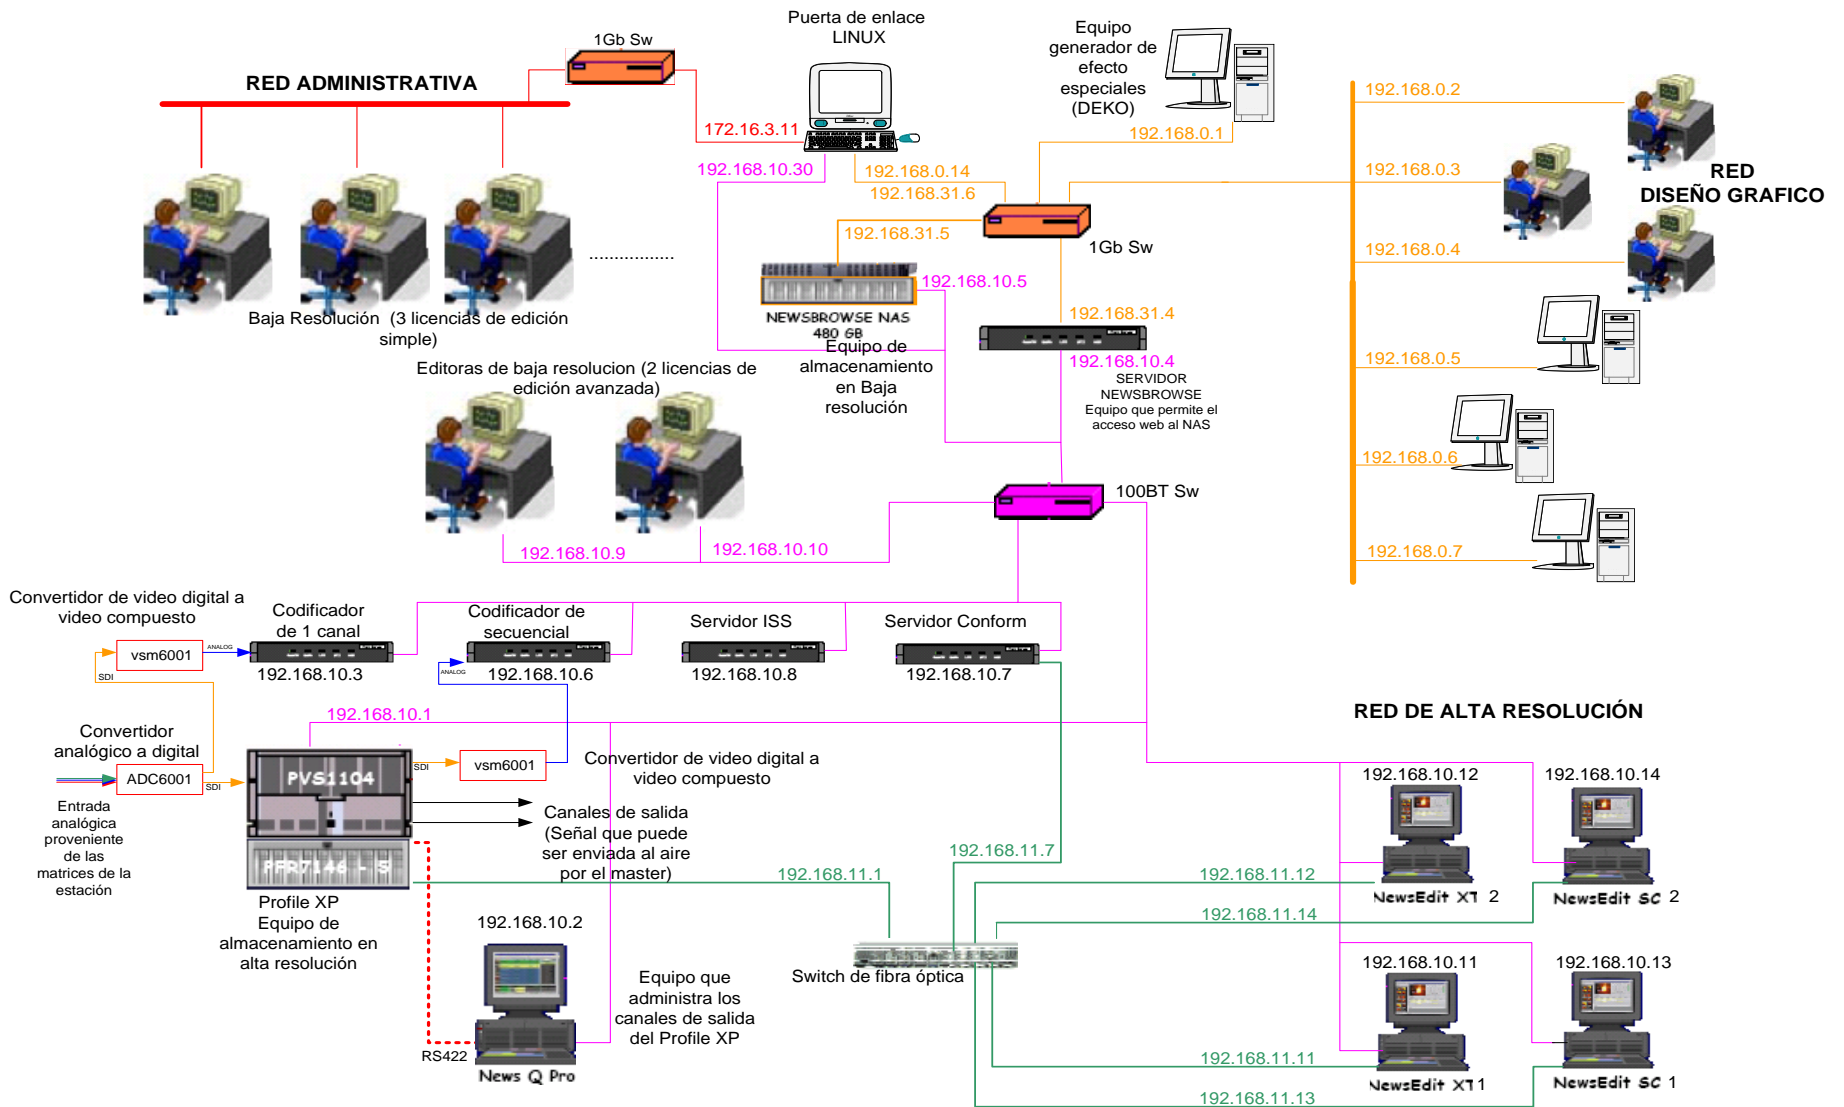 Puerta de enlace
LINUX
1Gb Sw
Equipo
generador de
efecto
especiales
(DEKO)
RED ADMINISTRATIVA
172.16.3.11
192.168.10.30
192.168.0.14
192.168.31.6
192.168.0.1
192.168.0.2
192.168.0.3
192.168.0.4
RED
DISEÑO GRAFICO
192.168.31.5
1Gb Sw
192.168.10.5
NEWSBROWSE NAS
480 GB
Equipo de
almacenamiento
en Baja
resolución
192.168.31.4
192.168.10.4
SERVIDOR
NEWSBROWSE
Equipo que permite el
acceso web al NAS
.................
Baja Resolución (3 licencias de edición
simple)
Editoras de baja resolucion (2 licencias de
edición avanzada)
192.168.0.5
192.168.0.6
192.168.0.7
100BT Sw
192.168.10.9
192.168.10.10
Convertidor de video digital a
video compuesto
Codificador
de 1 canal
Codificador de
secuencial
Servidor ISS
Servidor Conform
vsm6001
ANALOG
SDI
192.168.10.3
ANALOG
192.168.10.6
192.168.10.8
192.168.10.7
192.168.10.1
RED DE ALTA RESOLUCIÓN
Convertidor
analógico a digital
ADC6001
SDI
PVS1104
SDI
vsm6001
Convertidor de video digital a
video compuesto
Entrada
analógica
proveniente
de las
matrices de la
estación
Canales de salida
(Señal que puede
ser enviada al aire
por el master)
PFR7146 - S
Profile XP
Equipo de
almacenamiento en
alta resolución
192.168.11.1
192.168.11.7
192.168.10.12
192.168.10.14
192.168.11.12
192.168.11.14
NewsEdit XT 2
NewsEdit SC 2
192.168.10.2
Switch de fibra óptica
Equipo que
administra los
canales de salida
del Profile XP
RS422
News Q Pro
192.168.10.11
192.168.10.13
192.168.11.11
192.168.11.13
NewsEdit XT 1
NewsEdit SC 1